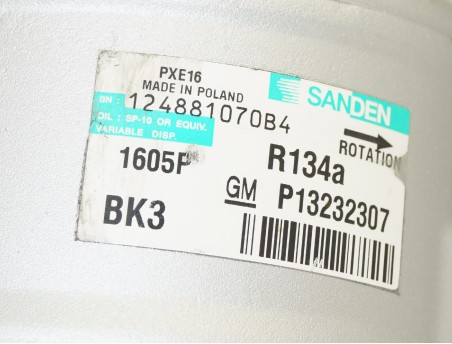 PXE16
MADE IN POLAND
SANDEN
SN : 124881070B4
OIL : SP-10 OR EQUIV.
VARIABLE DISP.
ROTATION
1605P
R134a
GM P13232307
BK3